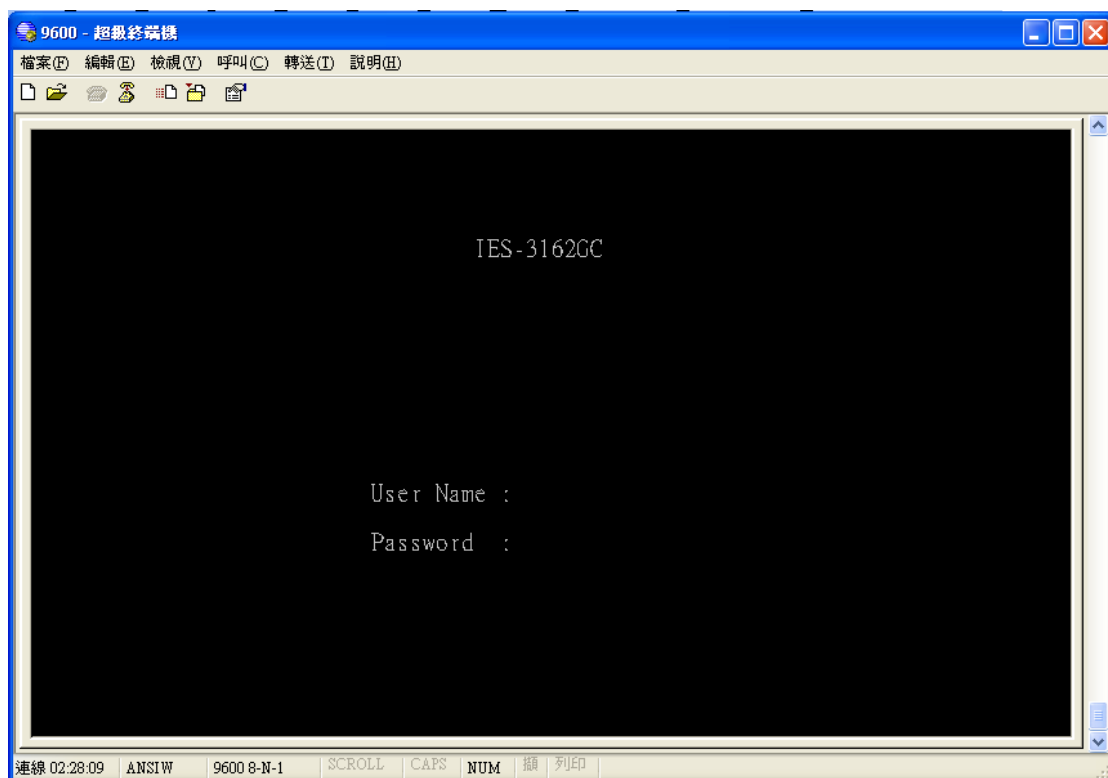 9600 - 超級終端機
檔案(F) 編輯(E) 檢視(V) 呼叫(C) 轉送(T) 說明(H)
IES-3162GC
User Name :
Password :
連線 02:28:09 ANSIW 9600 8-N-1 SCROLL CAPS NUM 擷 列印